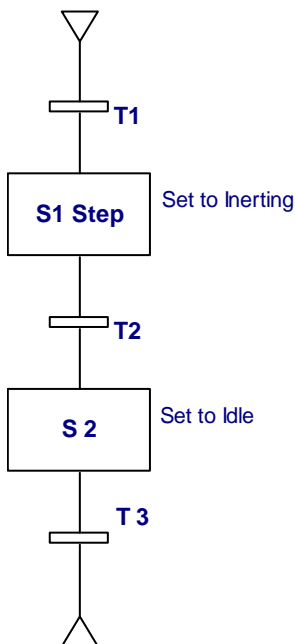 T1
S1 Step
Set to Inerting
T2
S 2
Set to Idle
T 3